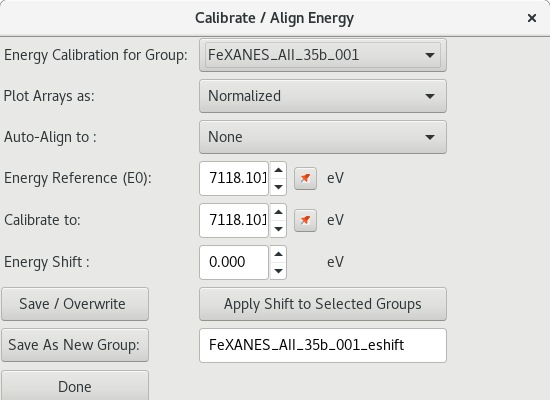 Calibrate / Align Energy
Energy Calibration for Group: FeXANES_AII_35b_001
Plot Arrays as: Normalized
Auto-Align to : None
Energy Reference (E0): 7118.101 eV
Calibrate to: 7118.101 eV
Energy Shift : 0.000 eV
Save / Overwrite Apply Shift to Selected Groups
Save As New Group: FeXANES_AII_35b_001_eshift
Done